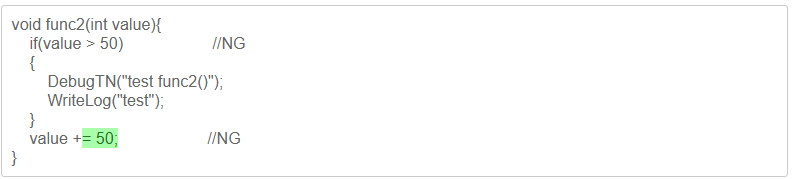 void func2(int value){
if(value > 50) //NG
{
DebugTN("test func2()");
WriteLog("test");
}
value += 50; //NG
}